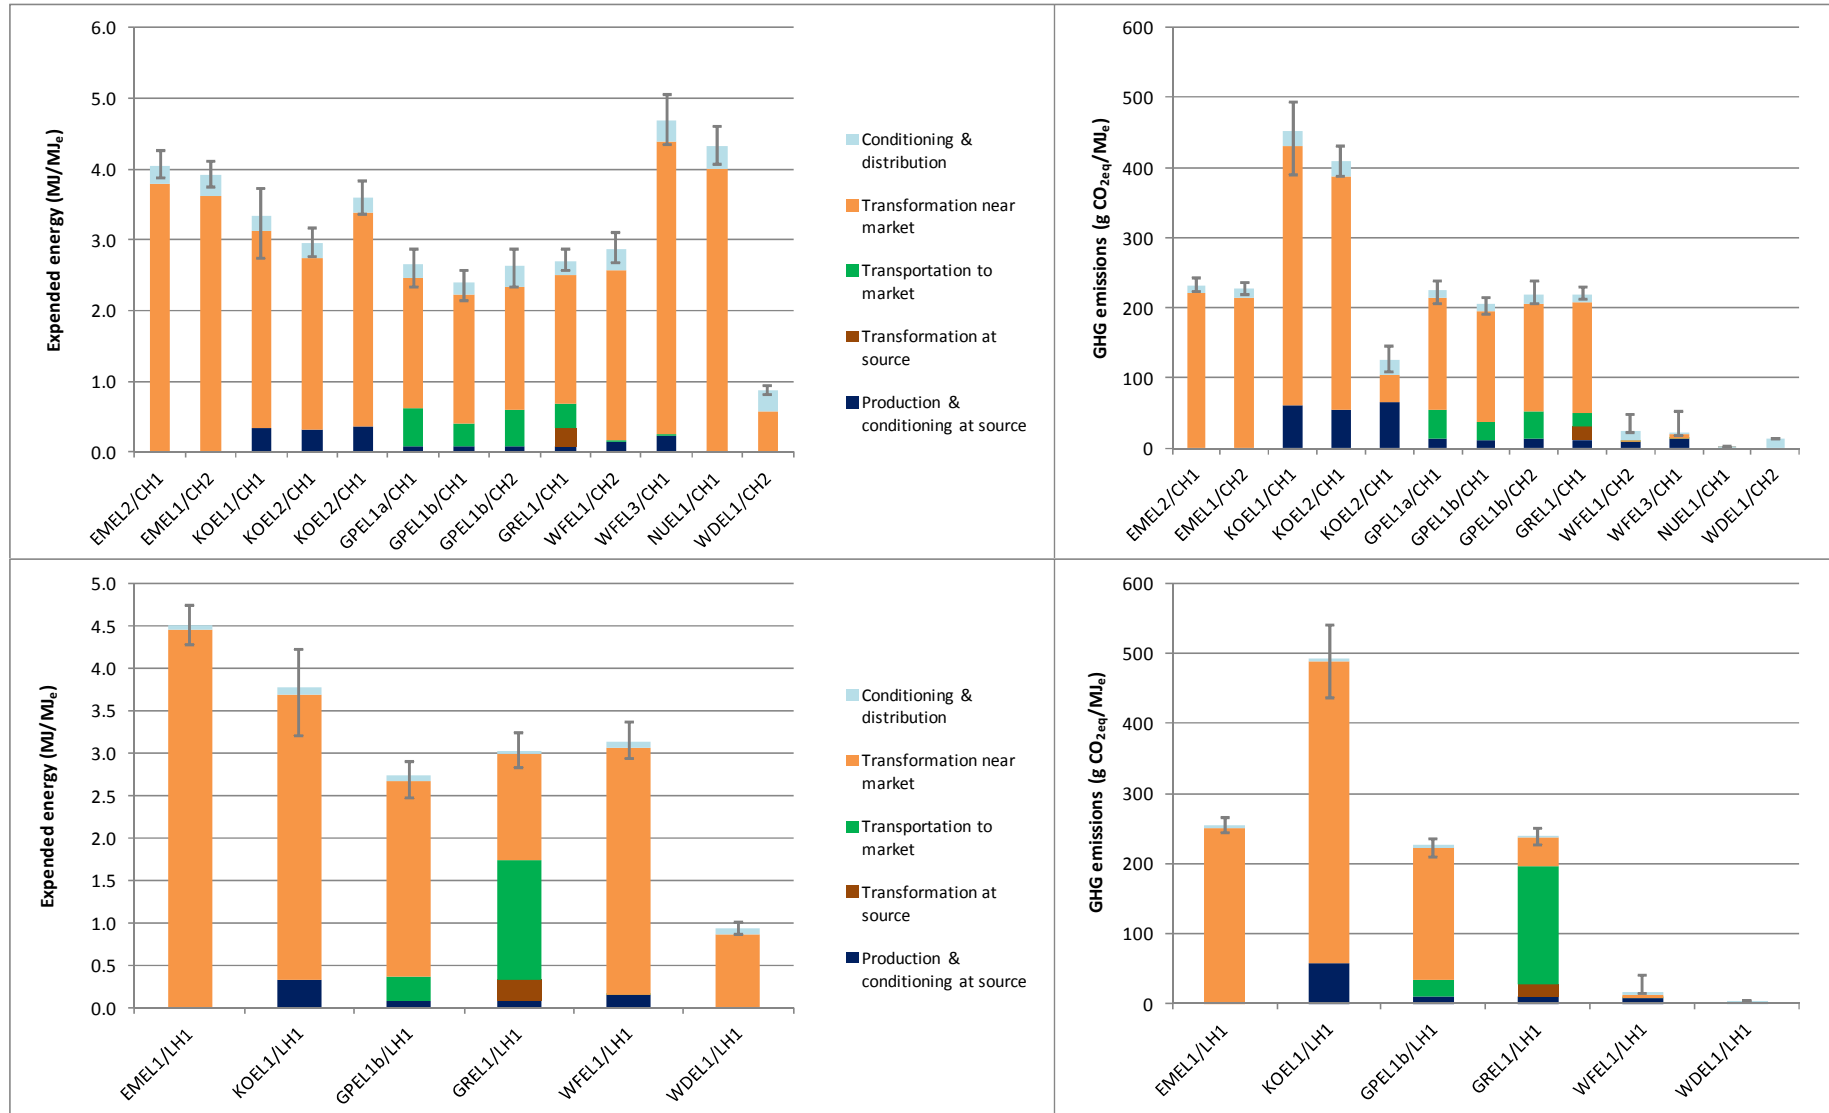 Expended energy (MJ/MJe)
6.0
5.0
4.0
3.0
2.0
1.0
0.0
EMEL2/CH1
EMEL1/CH2
KOEL1/CH1
KOEL2/CH1
KOEL2/CH1
GPEL1a/CH1
GPEL1b/CH1
GPEL1b/CH2
GREL1/CH1
WFEL1/CH2
WFEL3/CH1
NUEL1/CH1
WDEL1/CH2
Conditioning &
distribution
Transformation near
market
Transportation to
market
Transformation at
source
Production &
conditioning at source
GHG emissions (g CO2eq/MJe)
600
500
400
300
200
100
0
EMEL2/CH1
EMEL1/CH2
KOEL1/CH1
KOEL2/CH1
KOEL2/CH1
GPEL1a/CH1
GPEL1b/CH1
GPEL1b/CH2
GREL1/CH1
WFEL1/CH2
WFEL3/CH1
NUEL1/CH1
WDEL1/CH2
Expended energy (MJ/MJe)
5.0
4.5
4.0
3.5
3.0
2.5
2.0
1.5
1.0
0.5
0.0
EMEL1/LH1
KOEL1/LH1
GPEL1b/LH1
GREL1/LH1
WFEL1/LH1
WDEL1/LH1
Conditioning &
distribution
Transformation near
market
Transportation to
market
Transformation at
source
Production &
conditioning at source
GHG emissions (g CO2eq/MJe)
600
500
400
300
200
100
0
EMEL1/LH1
KOEL1/LH1
GPEL1b/LH1
GREL1/LH1
WFEL1/LH1
WDEL1/LH1